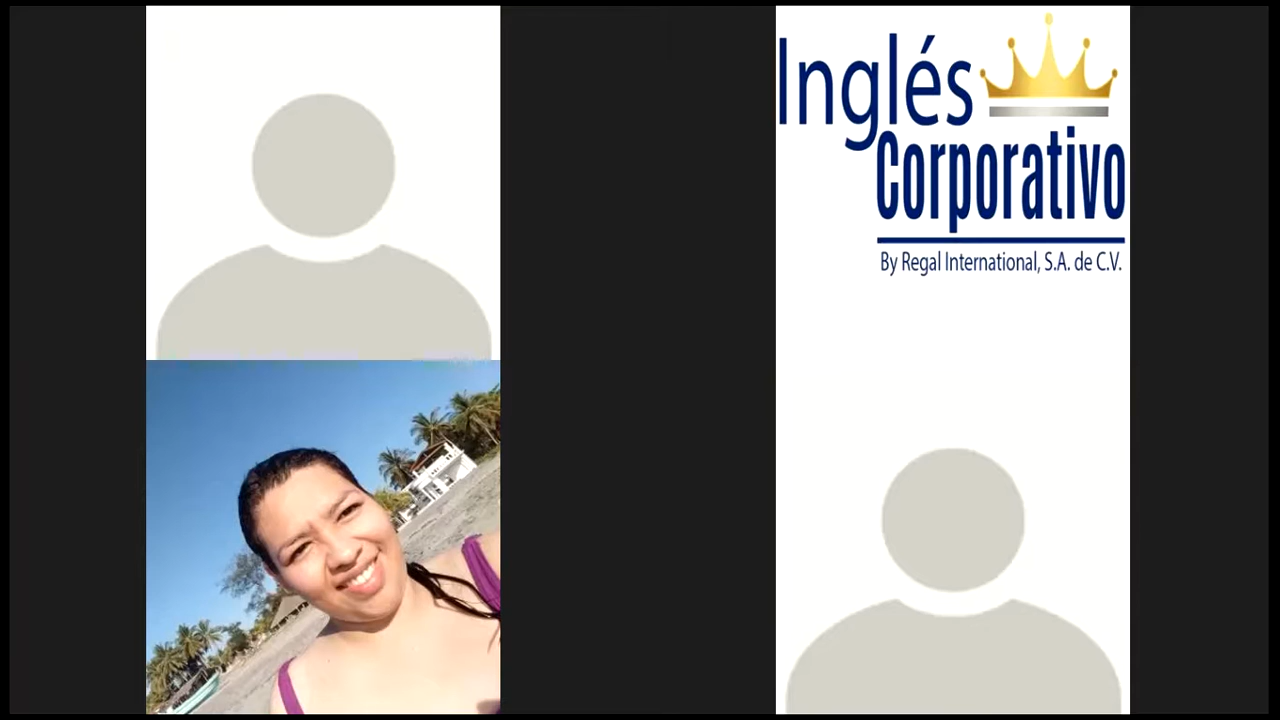 Inglés
Corporativo
By Regal International, S.A. de C.V.